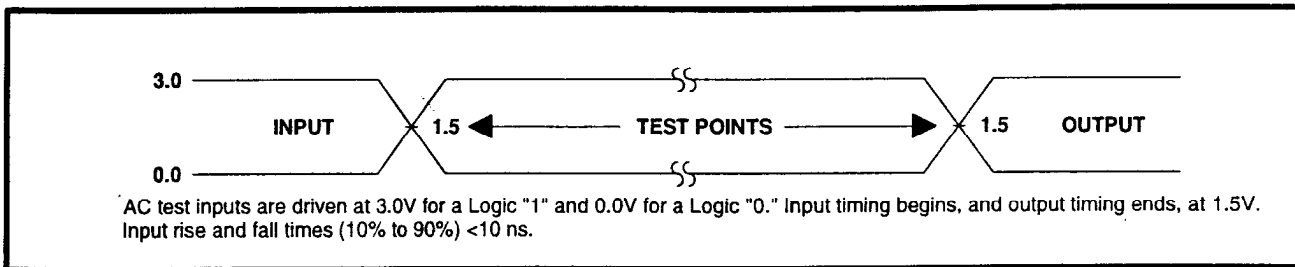 3.0
INPUT 1.5 TEST POINTS 1.5 OUTPUT
0.0
AC test inputs are driven at 3.0V for a Logic "1" and 0.0V for a Logic "0." Input timing begins, and output timing ends, at 1.5V.
Input rise and fall times (10% to 90%) <10 ns.